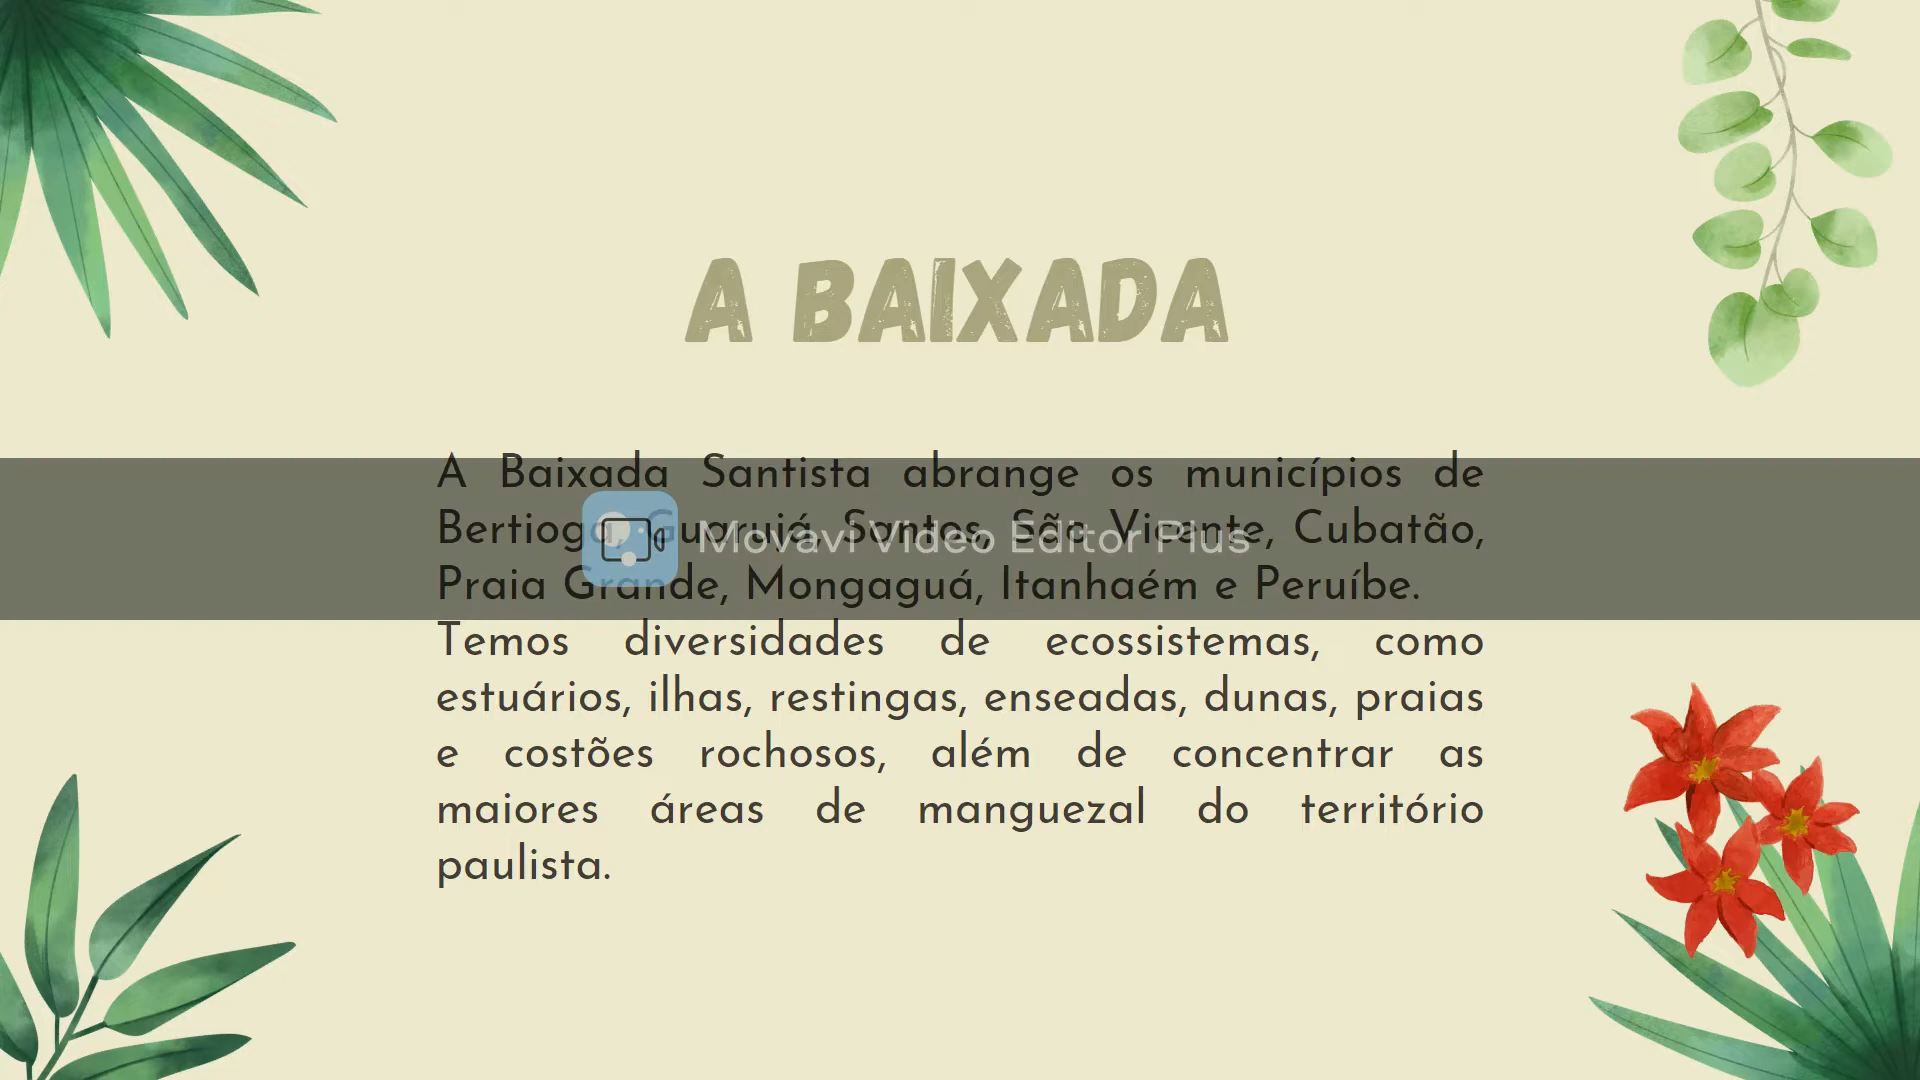 A BAIXADA
A Baixada Santista abrange os municípios de
Bertioga, Guarujá, Santos, São Vicente, Cubatão,
Movavi Video Editor Plus
Praia Grande, Mongaguá, Itanhaém e Peruíbe.
Temos diversidades de ecossistemas, como
estuários, ilhas, restingas, enseadas, dunas, praias
e costões rochosos, além de concentrar as
maiores áreas de manguezal do território
paulista.